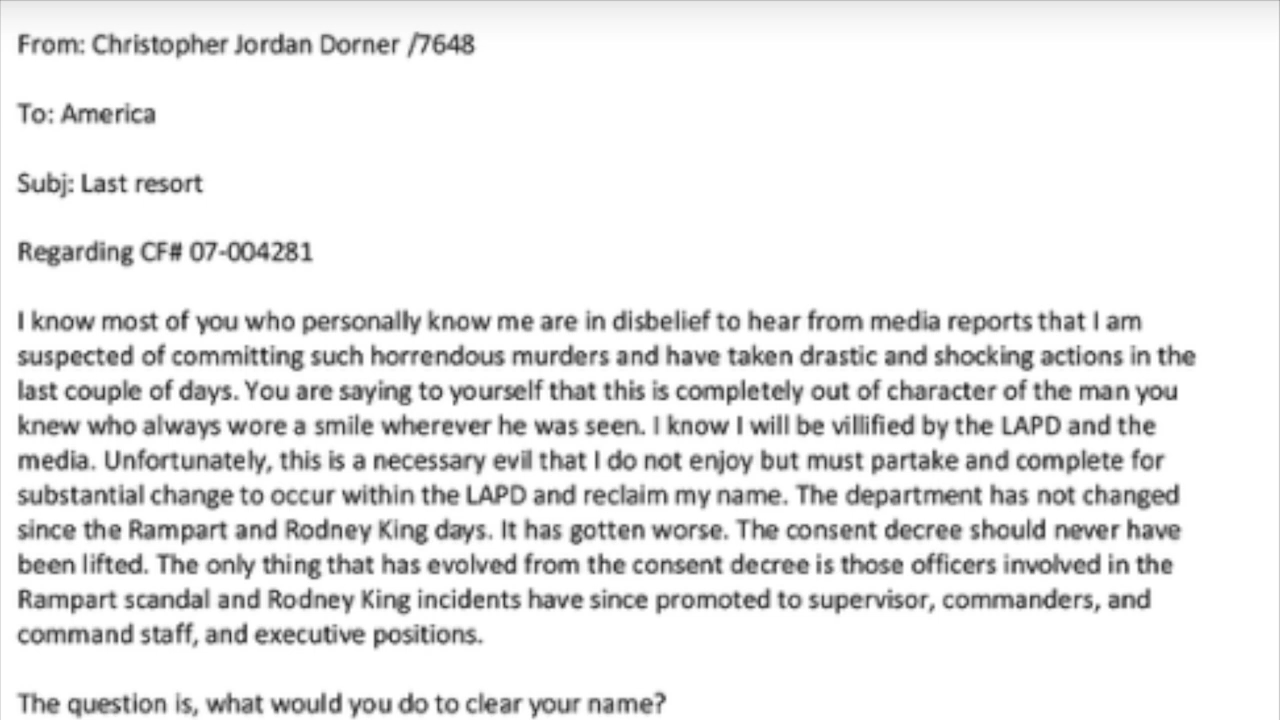 From: Christopher Jordan Dorner /7648
To: America
Subj: Last resort
Regarding CF# 07-004281
I know most of you who personally know me are in disbelief to hear from media reports that I am
suspected of committing such horrendous murders and have taken drastic and shocking actions in the
last couple of days. You are saying to yourself that this is completely out of character of the man you
knew who always wore a smile wherever he was seen. I know I will be villified by the LAPD and the
media. Unfortunately, this is a necessary evil that I do not enjoy but must partake and complete for
substantial change to occur within the LAPD and reclaim my name. The department has not changed
since the Rampart and Rodney King days. It has gotten worse. The consent decree should never have
been lifted. The only thing that has evolved from the consent decree is those officers involved in the
Rampart scandal and Rodney King incidents have since promoted to supervisor, commanders, and
command staff, and executive positions.
The question is, what would you do to clear your name?